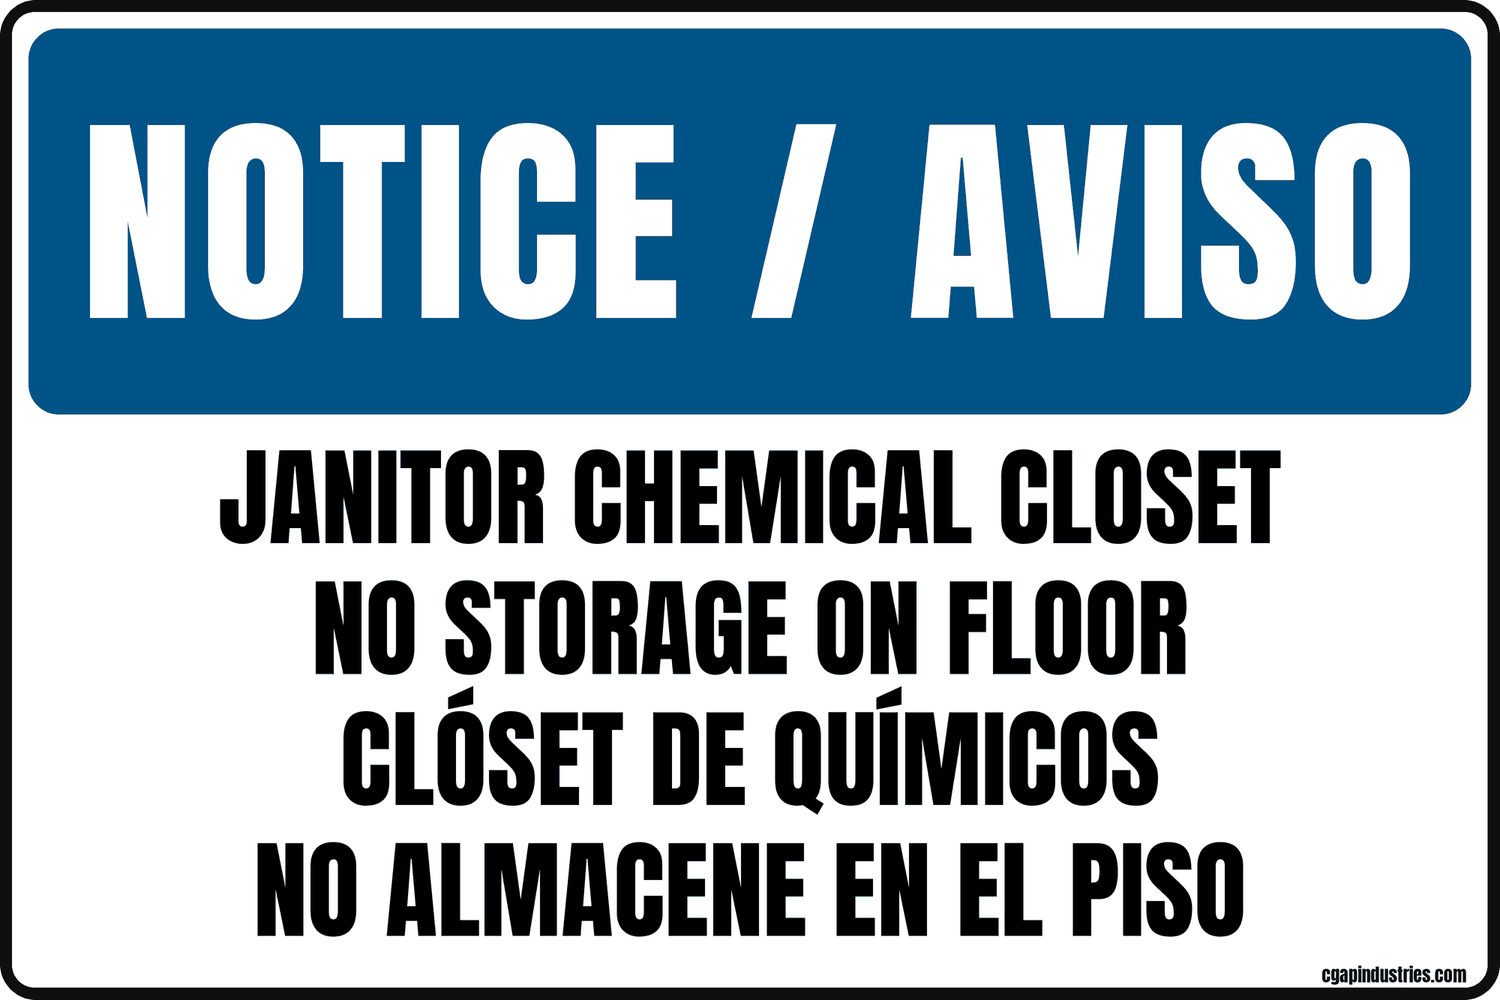 NOTICE / AVISO
JANITOR CHEMICAL CLOSET
NO STORAGE ON FLOOR
CLÓSET DE QUÍMICOS
NO ALMACENE EN EL PISO
cgapindustries.com